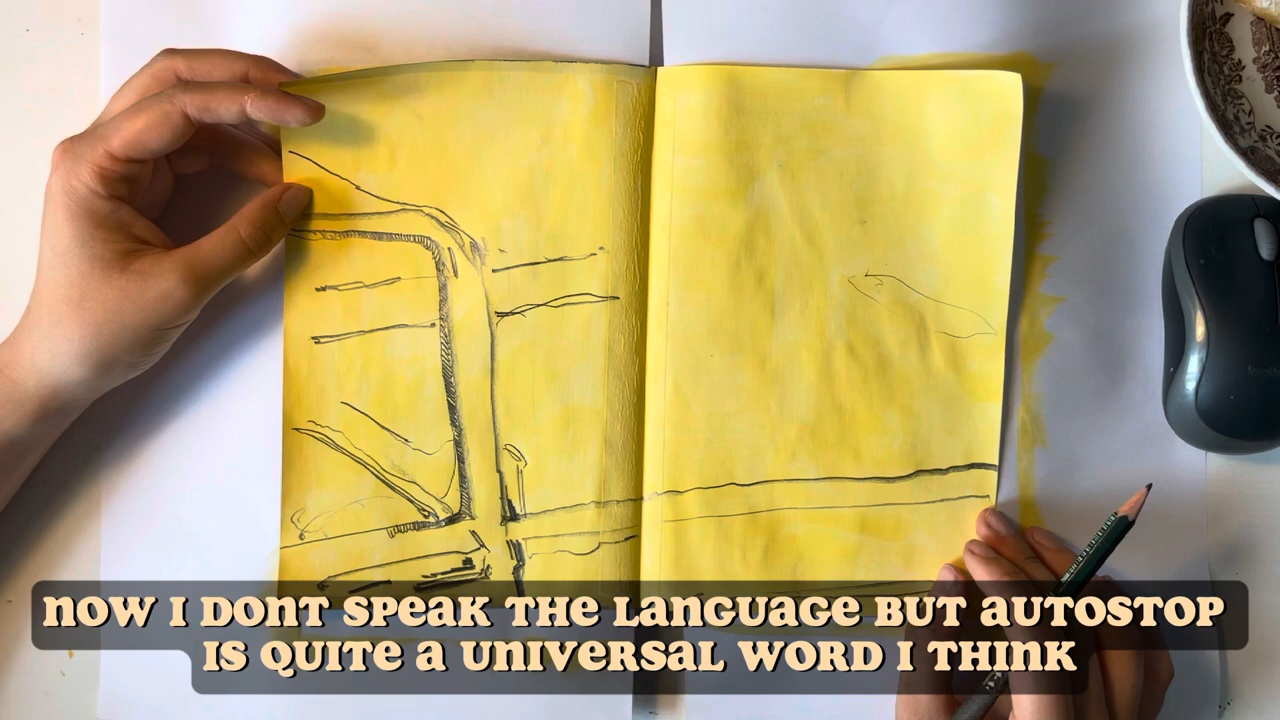 NOW I DONT SPEAK THE LANGUAGE BUT AUTOSTOP
IS QUITE A UNIVERSAL WORD I THINK